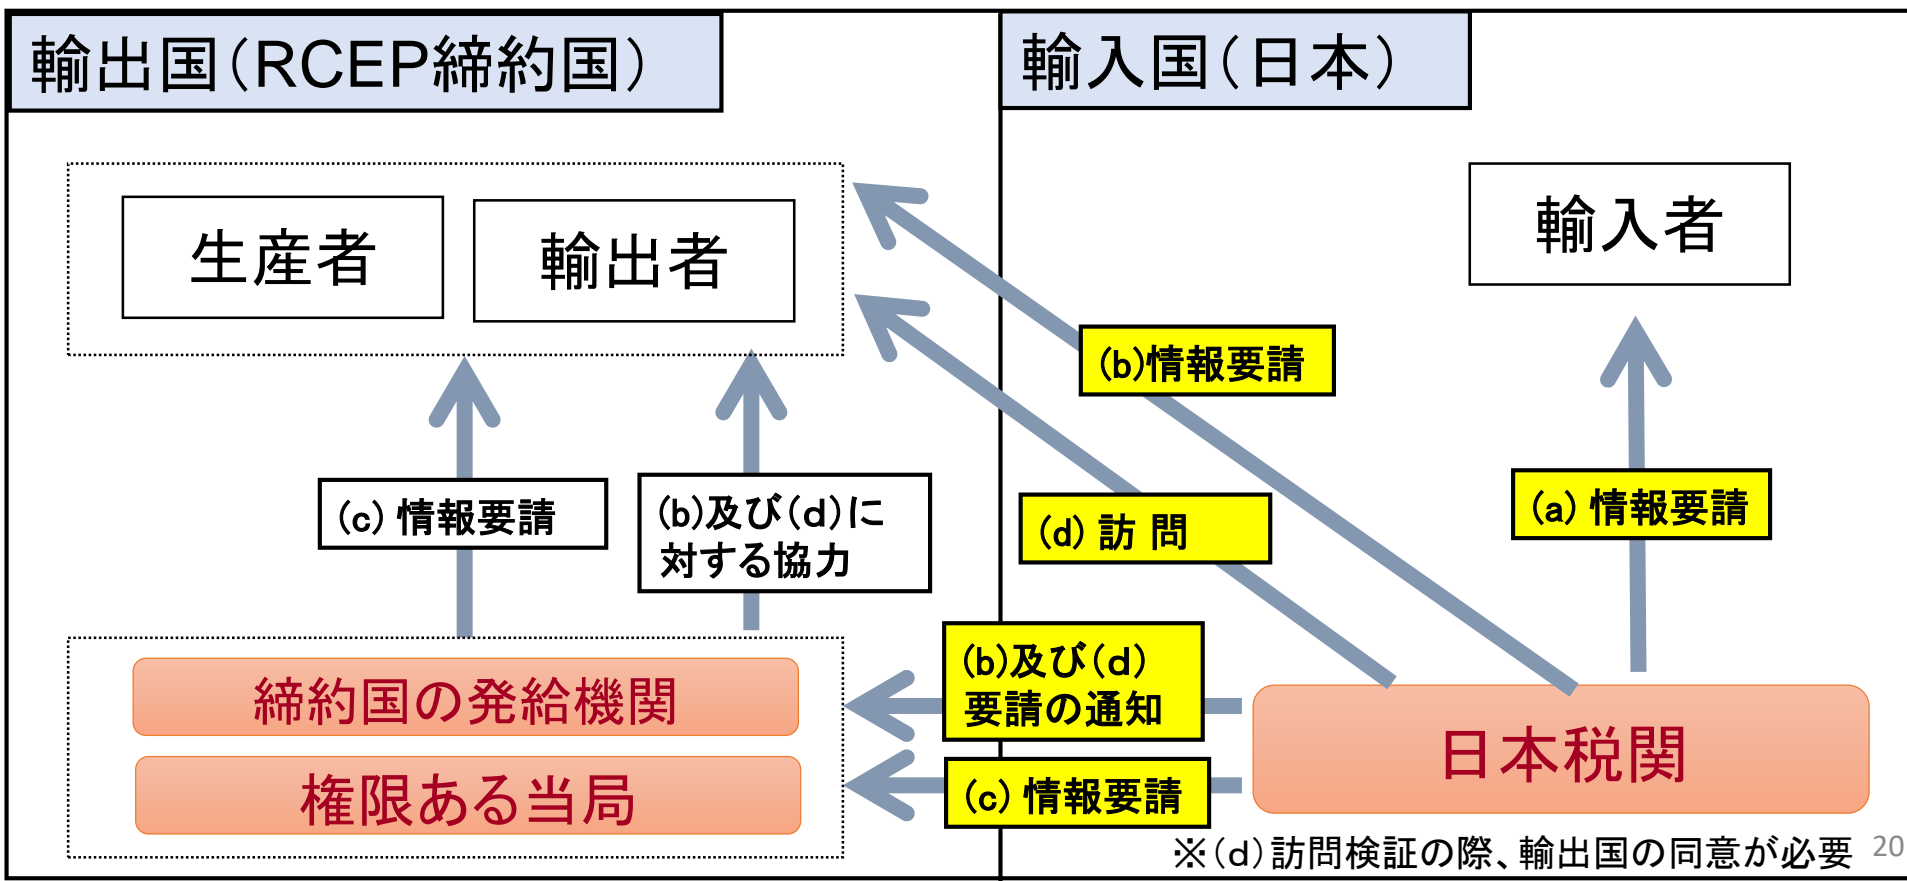 輸出国（RCEP締約国）
輸入国（日本）
生産者
輸出者
輸入者
(b)情報要請
(c) 情報要請
(b)及び(d)に
対する協力
(d) 訪 問
(a) 情報要請
(b)及び(d)
要請の通知
締約国の発給機関
権限ある当局
(c) 情報要請
日本税関
※(d)訪問検証の際、輸出国の同意が必要
20